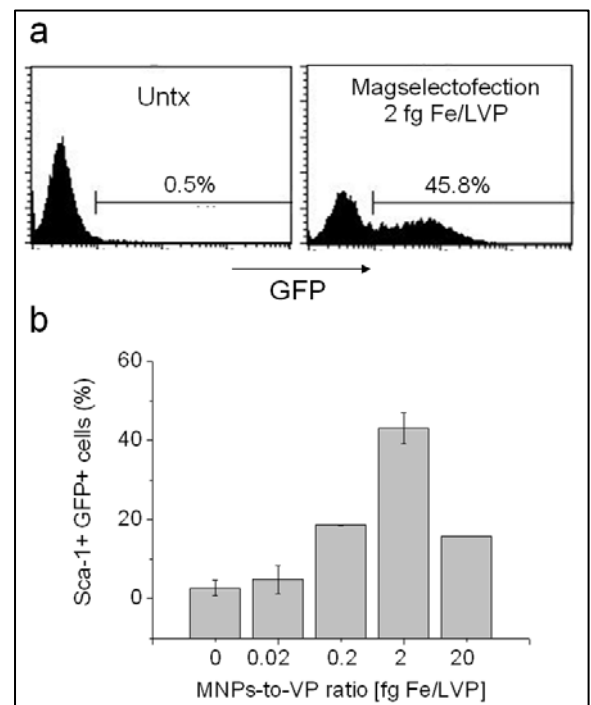 a
Untx
0.5%
Magselectofection
2 fg Fe/LVP
45.8%
GFP
b
Sca-1+ GFP+ cells (%)
60
40
20
0
0 0.02 0.2 2 20
MNPs-to-VP ratio [fg Fe/LVP]